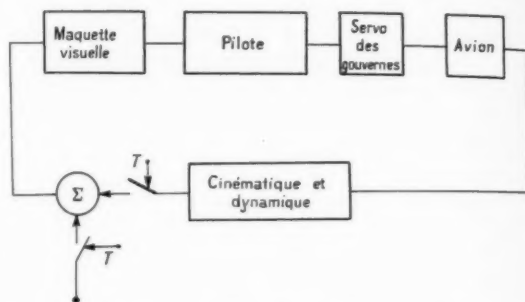 Maquette
visuelle
Pilote
Servo
des
gouvernes
Avion
T
Cinématique et
dynamique
Σ
T